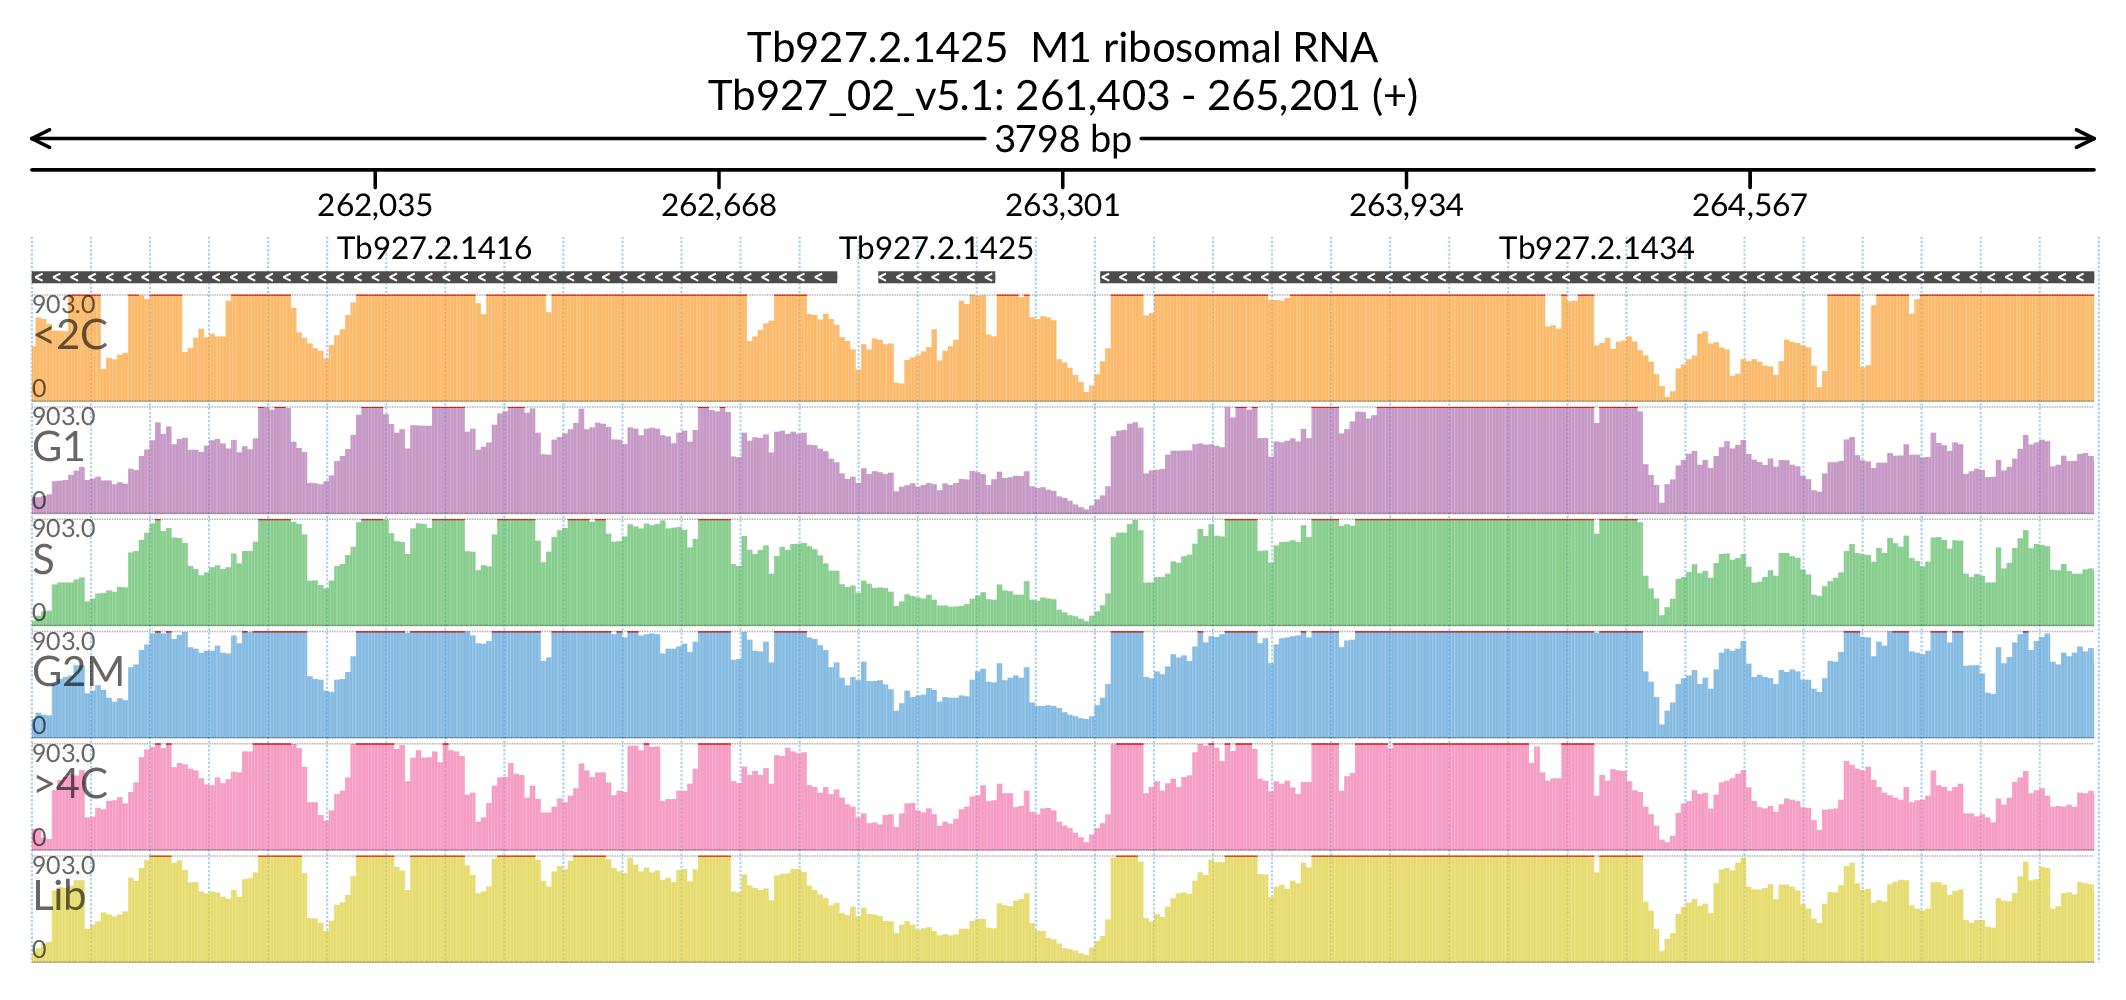 Tb927.2.1425  M1 ribosomal RNA
Tb927_02_v5.1: 261,403 - 265,201 (+)
3798 bp
262,035 262,668 263,301 263,934 264,567
Tb927.2.1416 Tb927.2.1425 Tb927.2.1434
903.0
<2C
0
903.0
G1
0
903.0
S
0
903.0
G2M
0
903.0
>4C
0
903.0
Lib
0